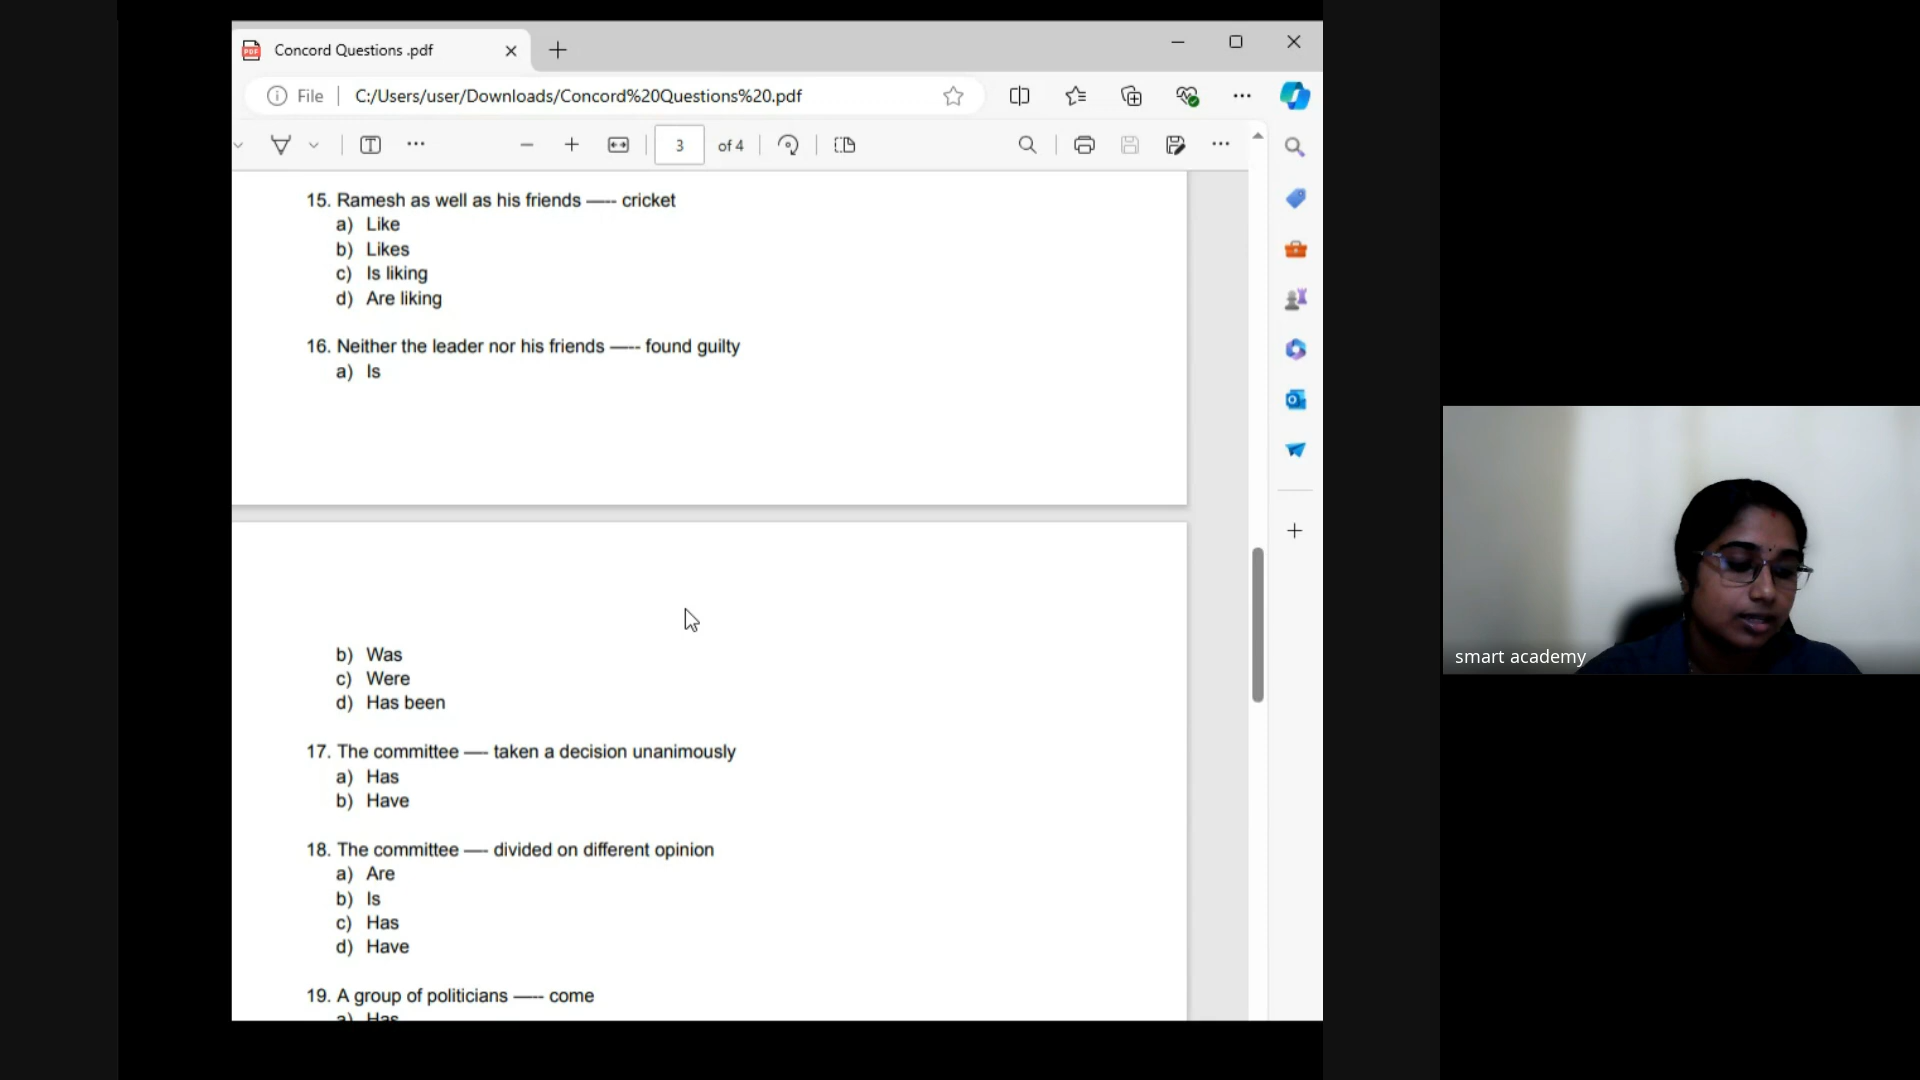 Concord Questions .pdf
File
C:/Users/user/Downloads/Concord%20Questions%20.pdf
3 of 4
15. Ramesh as well as his friends —-- cricket
a) Like
b) Likes
c) Is liking
d) Are liking
16. Neither the leader nor his friends —-- found guilty
a) Is
b) Was
c) Were
d) Has been
17. The committee —- taken a decision unanimously
a) Has
b) Have
18. The committee —- divided on different opinion
a) Are
b) Is
c) Has
d) Have
19. A group of politicians —-- come
a) Has
smart academy